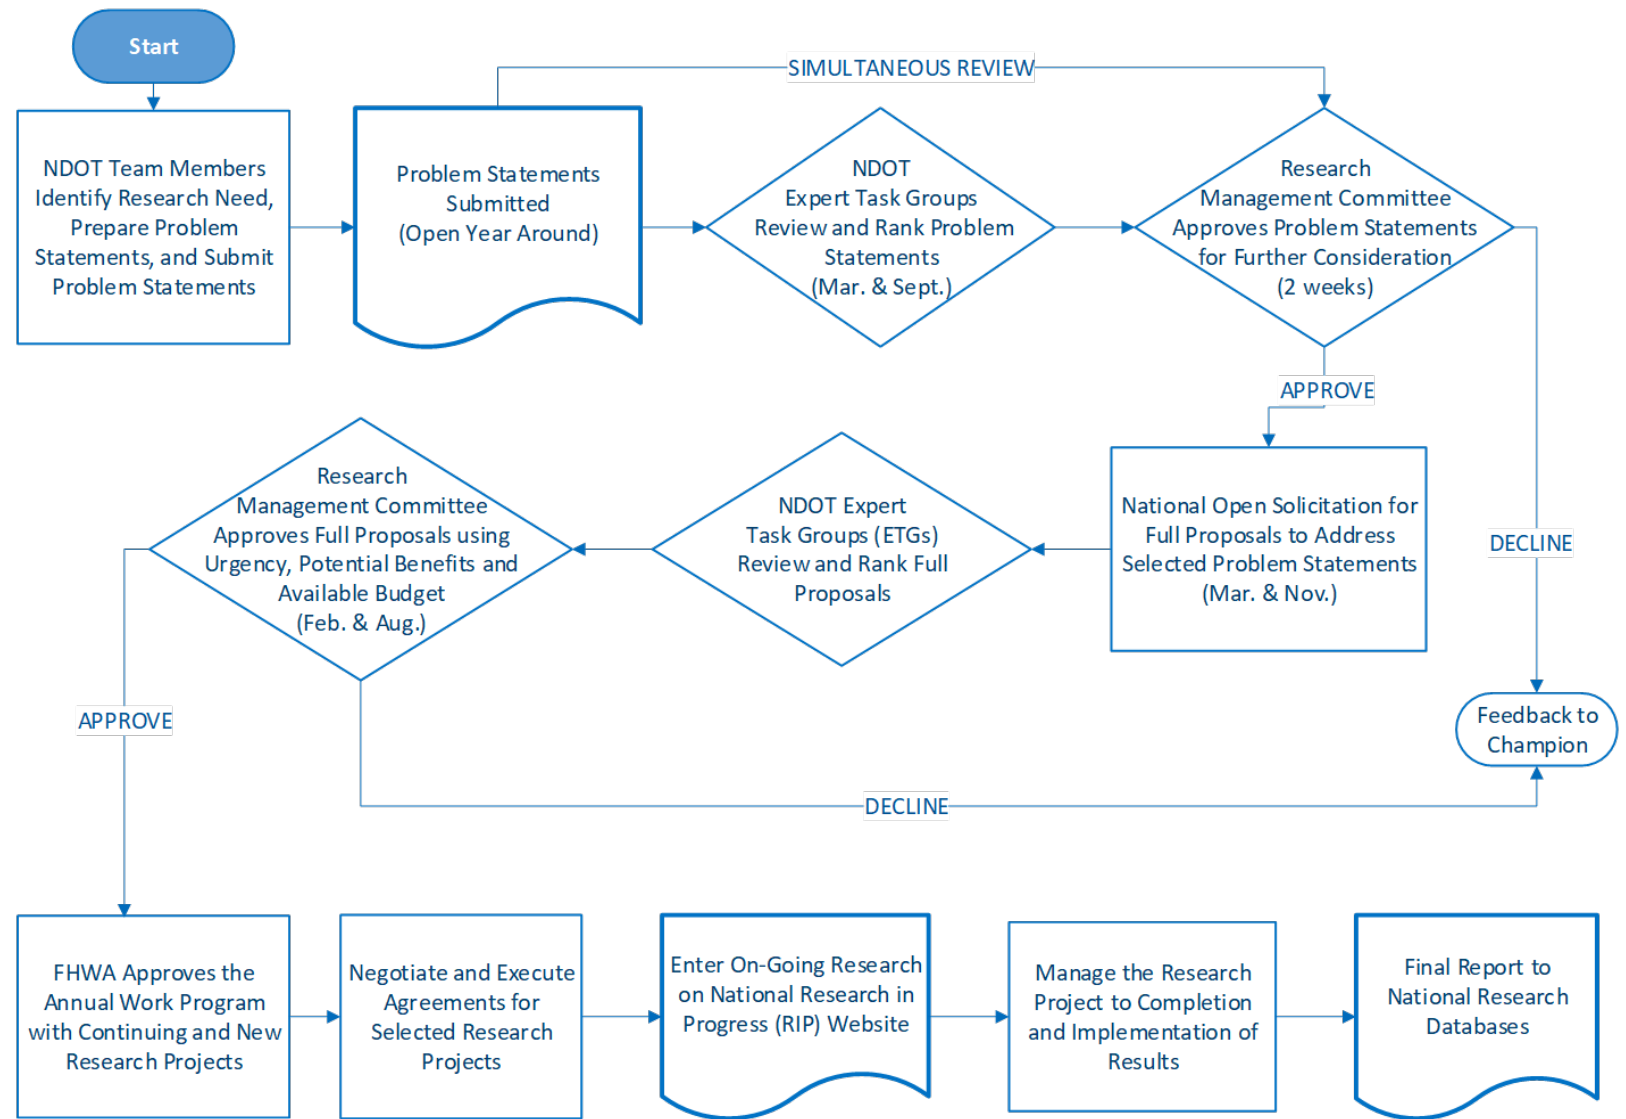 Start
SIMULTANEOUS REVIEW
NDOT Team Members
Identify Research Need,
Prepare Problem
Statements, and Submit
Problem Statements
Problem Statements
Submitted
(Open Year Around)
NDOT
Expert Task Groups
Review and Rank Problem
Statements
(Mar. & Sept.)
Research
Management Committee
Approves Problem Statements
for Further Consideration
(2 weeks)
APPROVE
DECLINE
National Open Solicitation for
Full Proposals to Address
Selected Problem Statements
(Mar. & Nov.)
NDOT Expert
Task Groups (ETGs)
Review and Rank Full
Proposals
Research
Management Committee
Approves Full Proposals using
Urgency, Potential Benefits and
Available Budget
(Feb. & Aug.)
APPROVE
DECLINE
Feedback to
Champion
FHWA Approves the
Annual Work Program
with Continuing and New
Research Projects
Negotiate and Execute
Agreements for
Selected Research
Projects
Enter On-Going Research
on National Research in
Progress (RIP) Website
Manage the Research
Project to Completion
and Implementation of
Results
Final Report to
National Research
Databases